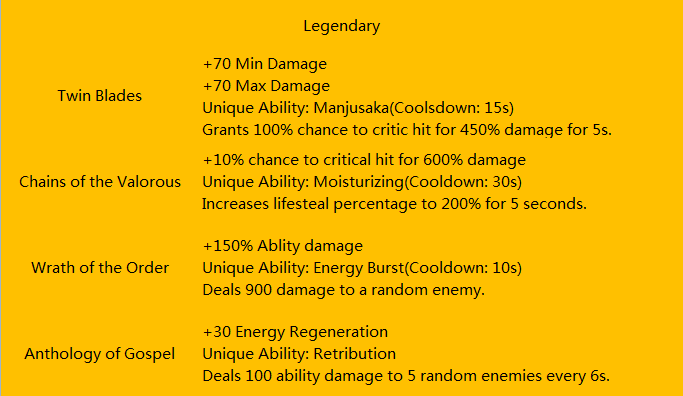 Legendary
Twin Blades
+70 Min Damage
+70 Max Damage
Unique Ability: Manjusaka(Coolsdown: 15s)
Grants 100% chance to critic hit for 450% damage for 5s.
Chains of the Valorous
+10% chance to critical hit for 600% damage
Unique Ability: Moisturizing(Cooldown: 30s)
Increases lifesteal percentage to 200% for 5 seconds.
Wrath of the Order
+150% Ablity damage
Unique Ability: Energy Burst(Cooldown: 10s)
Deals 900 damage to a random enemy.
Anthology of Gospel
+30 Energy Regeneration
Unique Ability: Retribution
Deals 100 ability damage to 5 random enemies every 6s.